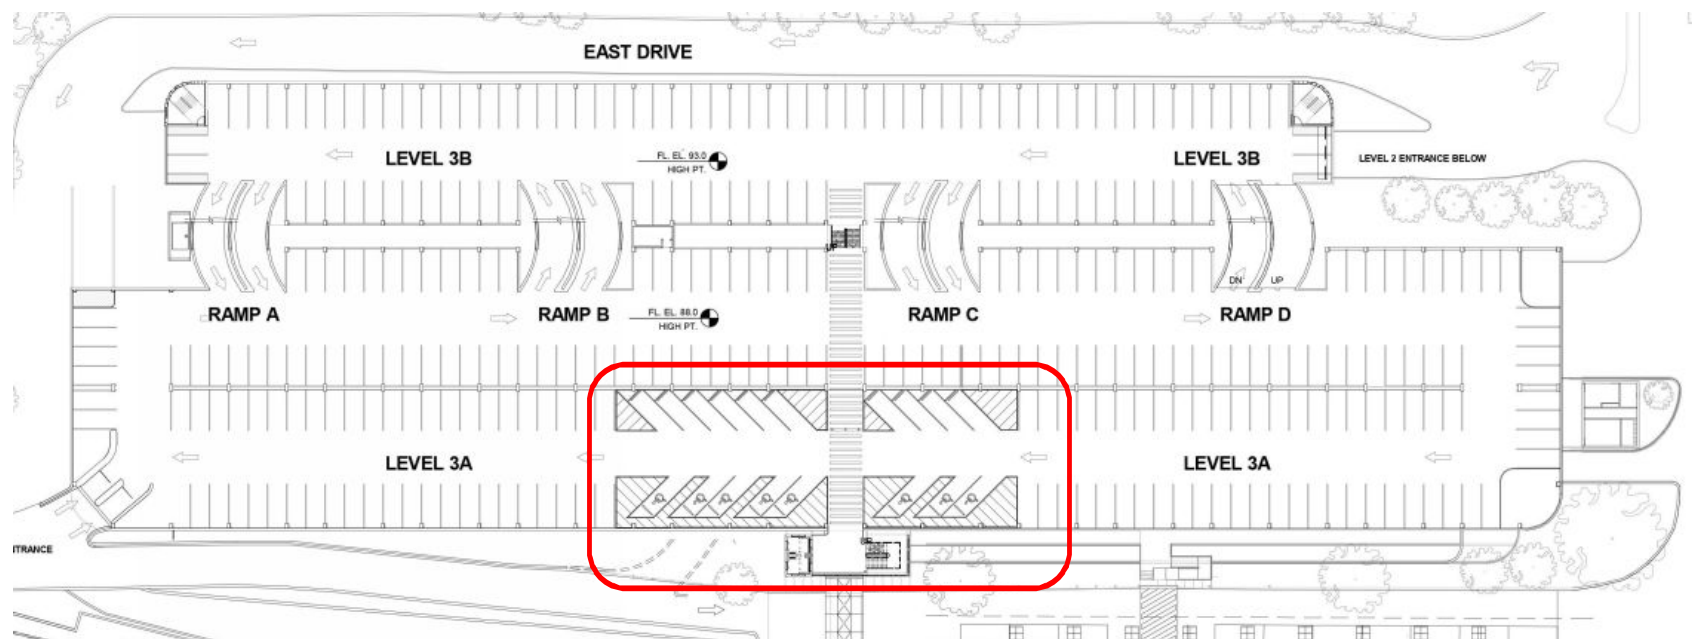 EAST DRIVE
LEVEL 3B
FL. EL. 93.0
HIGH PT.
LEVEL 3B
LEVEL 2 ENTRANCE BELOW
UP
DN
UP
RAMP A
RAMP B
FL. EL. 88.0
HIGH PT.
RAMP C
RAMP D
LEVEL 3A
LEVEL 3A
ITRANCE